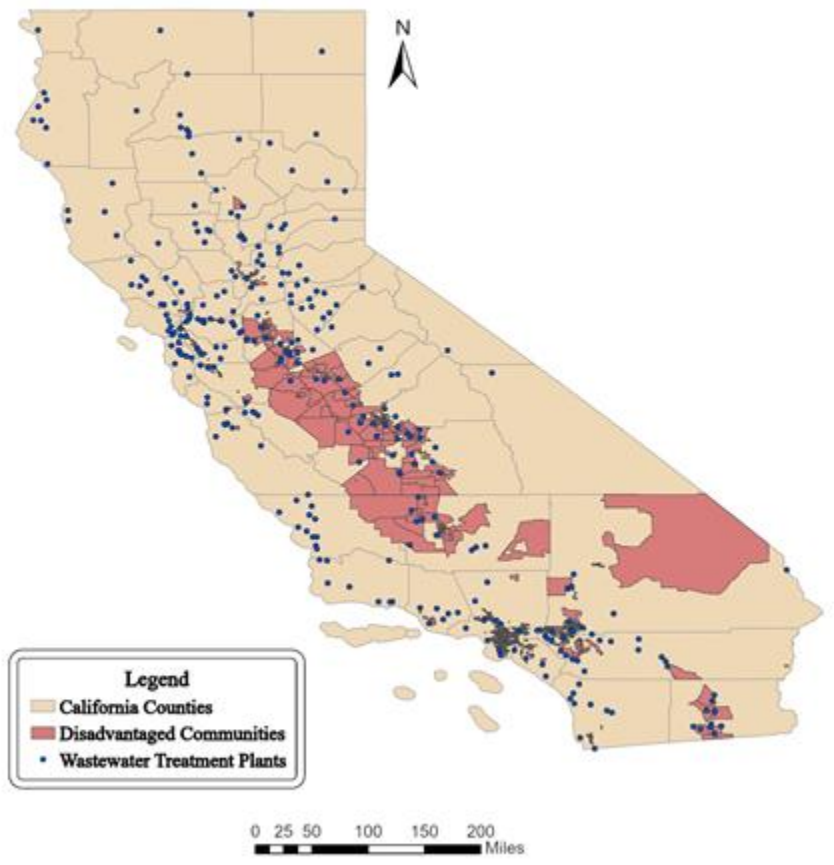 N
Legend
California Counties
Disadvantaged Communities
Wastewater Treatment Plants
0 25 50 100 150 200
Miles